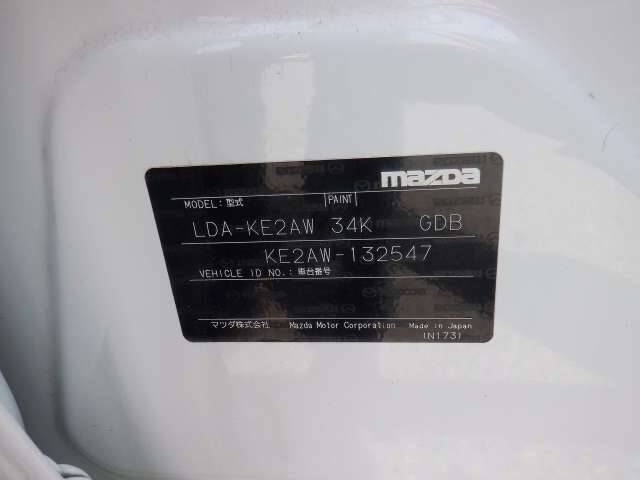 mazda
MODEL: 型式 PAINT
LDA-KE2AW 34K GDB
KE2AW-132547
VEHICLE ID NO.: 車台番号
マツダ株式会社 Mazda Motor Corporation Made in Japan
(N173)